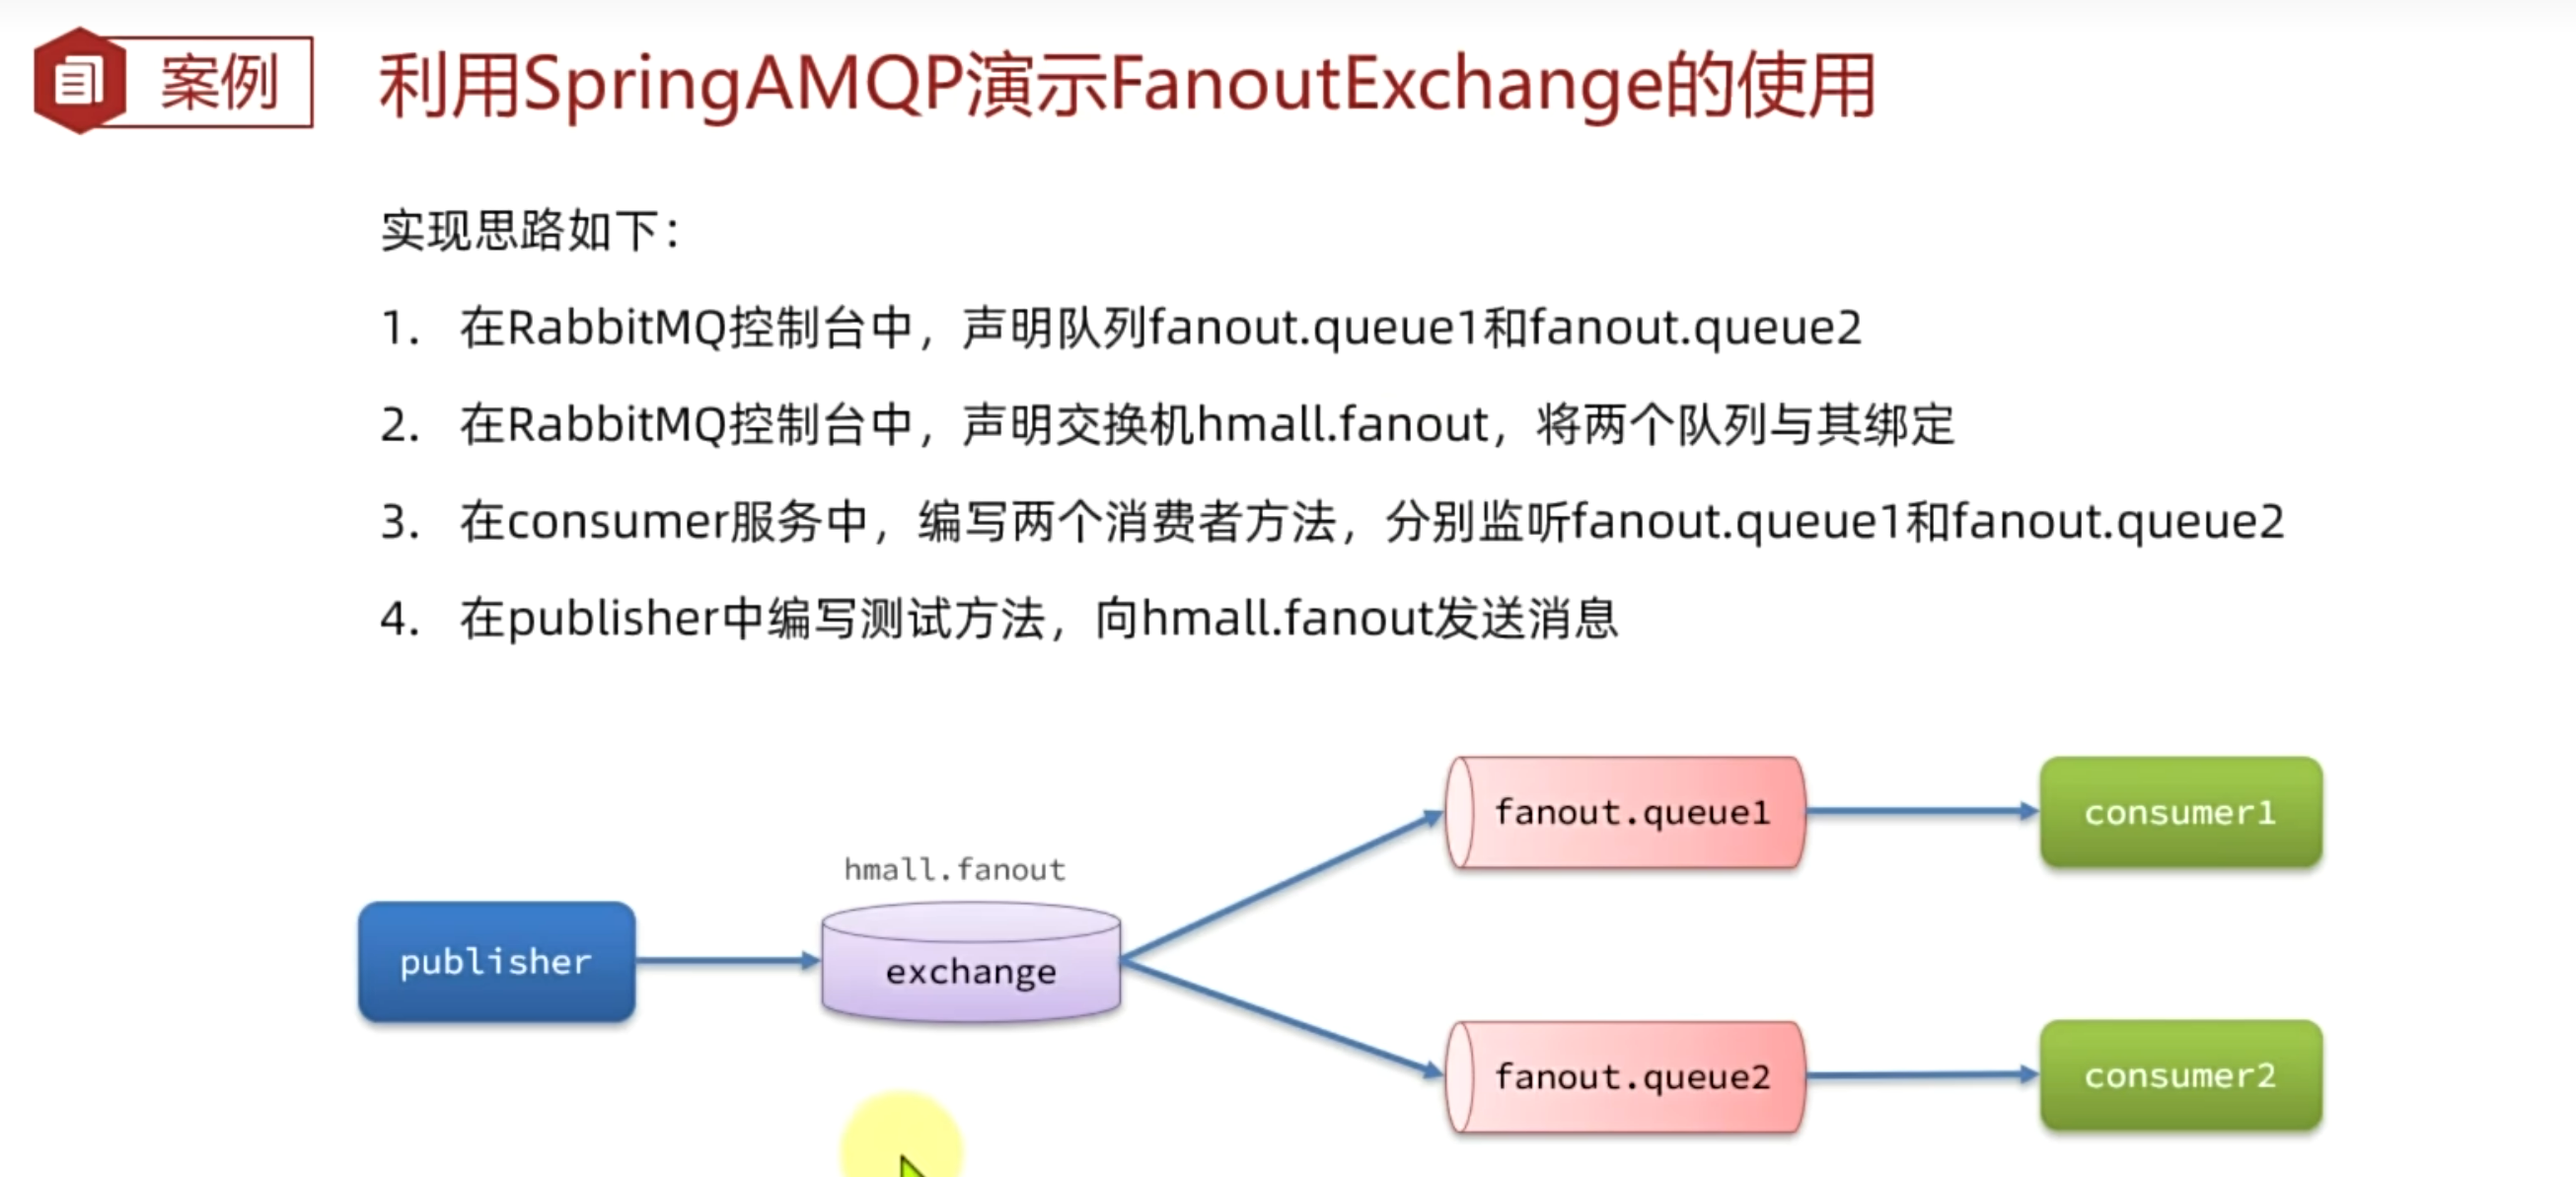 案例
利用SpringAMQP演示FanoutExchange的使用
实现思路如下：
1. 在RabbitMQ控制台中，声明队列fanout.queue1和fanout.queue2
2. 在RabbitMQ控制台中，声明交换机hmall.fanout，将两个队列与其绑定
3. 在consumer服务中，编写两个消费者方法，分别监听fanout.queue1和fanout.queue2
4. 在publisher中编写测试方法，向hmall.fanout发送消息
fanout.queue1
consumer1
hmall.fanout
publisher
exchange
fanout.queue2
consumer2